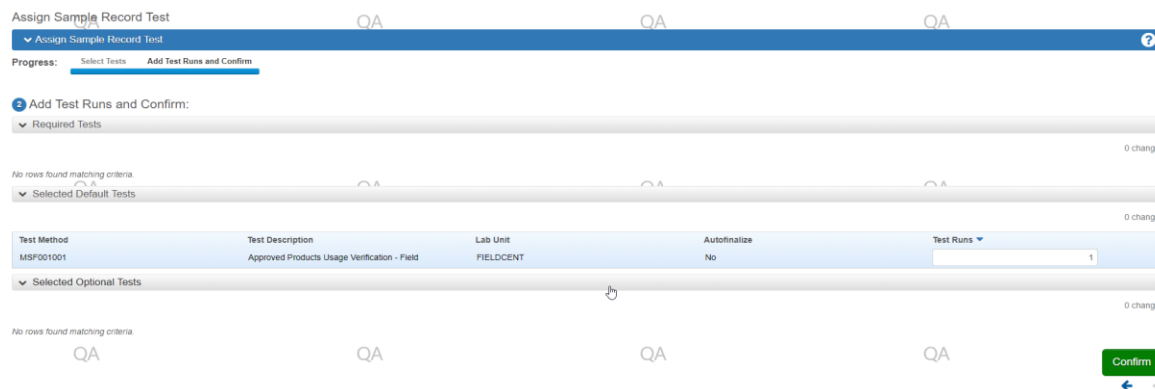 Assign Sample Record Test
QA QA QA QA
Assign Sample Record Test ?
Progress: Select Tests Add Test Runs and Confirm
2 Add Test Runs and Confirm:
Required Tests
0 chang
No rows found matching criteria.
QA QA QA QA
Selected Default Tests
0 chang
Test Method Test Description Lab Unit Autofinalize Test Runs
MSF001001 Approved Products Usage Verification - Field FIELDCENT No 1
Selected Optional Tests
0 chang
No rows found matching criteria.
QA QA QA QA
Confirm